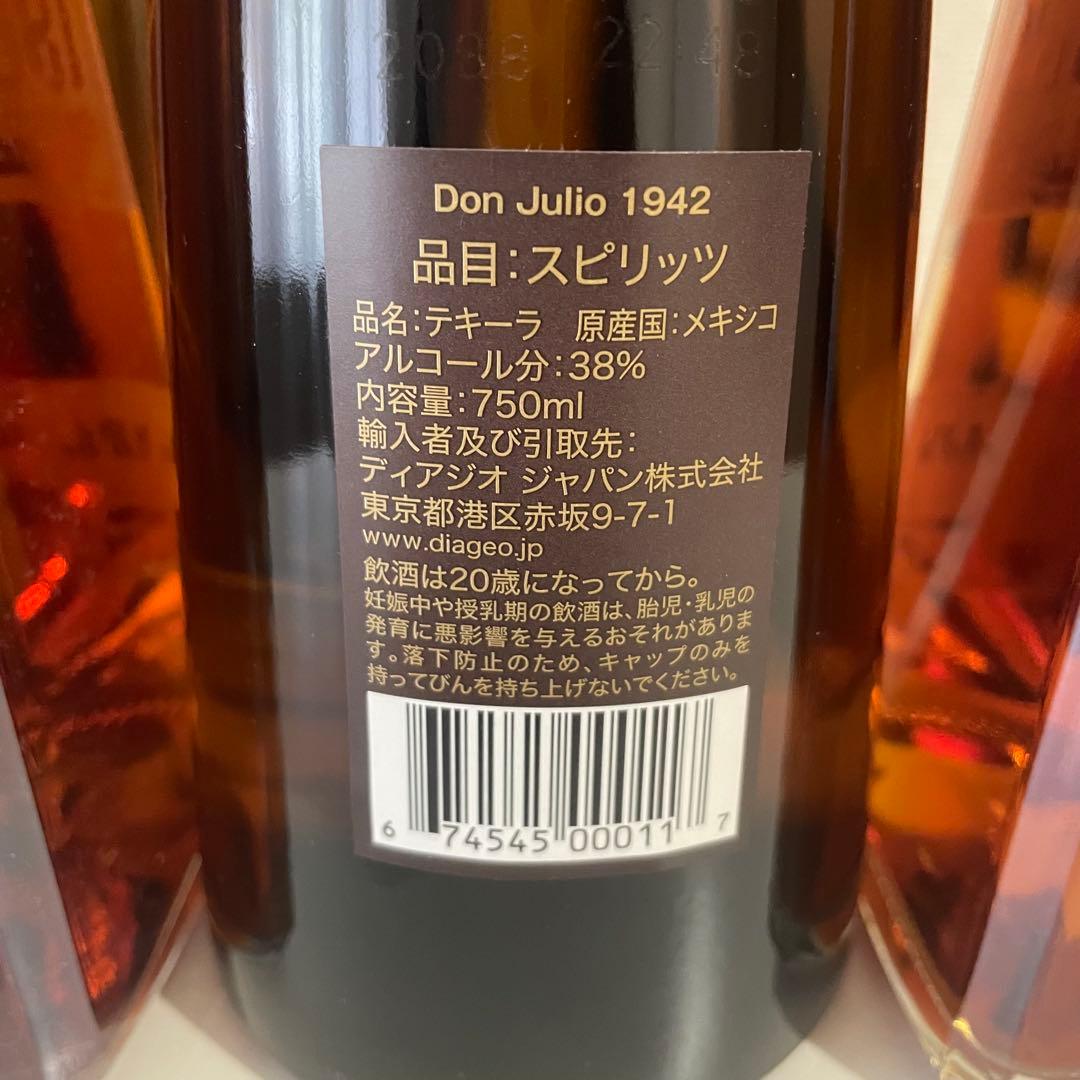 2088 22:48
Don Julio 1942
品目：スピリッツ
品名：テキーラ 原産国：メキシコ
アルコール分：38%
内容量：750ml
輸入者及び引取先：
ディアジオ ジャパン株式会社
東京都港区赤坂9-7-1
www.diageo.jp
飲酒は20歳になってから。
妊娠中や授乳期の飲酒は、胎児・乳児の
発育に悪影響を与えるおそれがありま
す。落下防止のため、キャップのみを
持ってびんを持ち上げないでください。
6 74545 00011 7